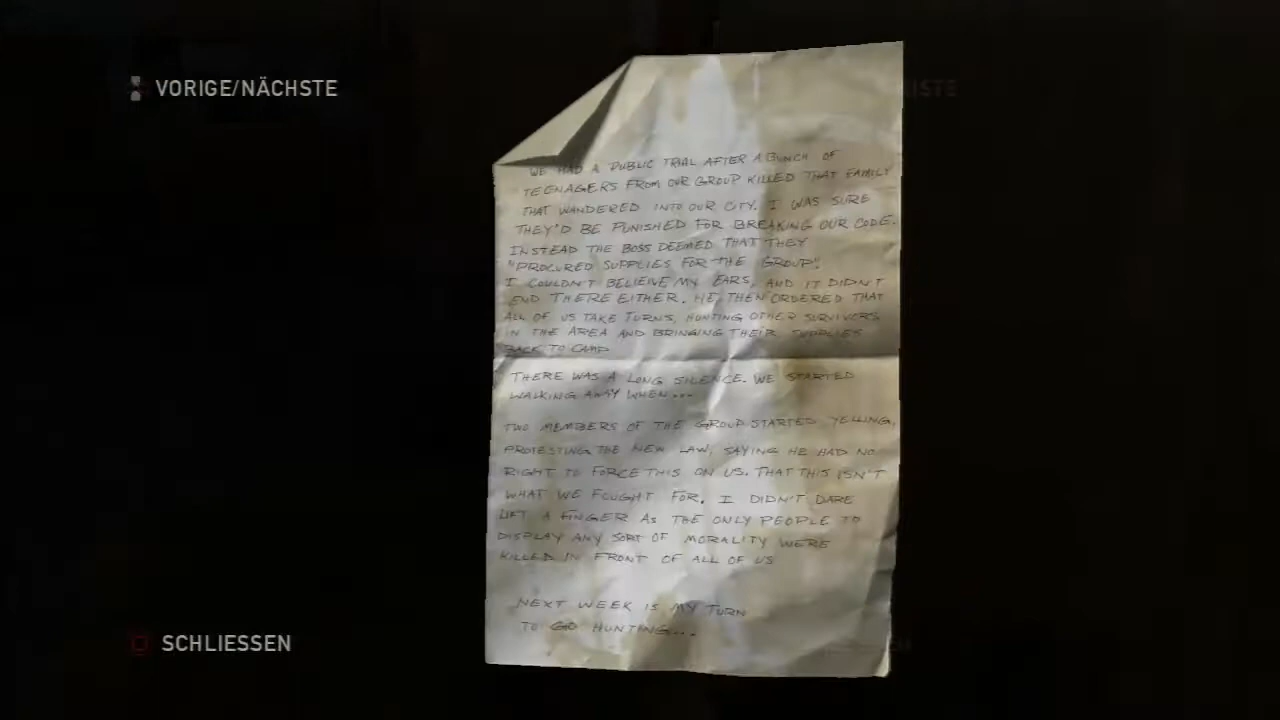 VORIGE/NÄCHSTE
WE HAD A PUBLIC TRIAL AFTER A BUNCH OF
TEENAGERS FROM OUR GROUP KILLED THAT FAMILY
THAT WANDERED INTO OUR CITY. I WAS SURE
THEY'D BE PUNISHED FOR BREAKING OUR CODE.
INSTEAD THE BOSS DEEMED THAT THEY
"PROCURED SUPPLIES FOR THE GROUP".
I COULDN'T BELIEIVE MY EARS, AND IT DIDN'T
END THERE EITHER. HE THEN ORDERED THAT
ALL OF US TAKE TURNS, HUNTING OTHER SURVIVERS
IN THE AREA AND BRINGING THEIR SUPPLIES
BACK TO CAMP
THERE WAS A LONG SILENCE. WE STARTED
WALKING AWAY WHEN...
TWO MEMBERS OF THE GROUP STARTED YELLING,
PROTESTING THE NEW LAW, SAYING HE HAD NO
RIGHT TO FORCE THIS ON US. THAT THIS ISN'T
WHAT WE FOUGHT FOR. I DIDN'T DARE
LIFT A FINGER AS THE ONLY PEOPLE TO
DISPLAY ANY SORT OF MORALITY WERE
KILLED IN FRONT OF ALL OF US
NEXT WEEK IS MY TURN
TO GO HUNTING...
SCHLIESSEN